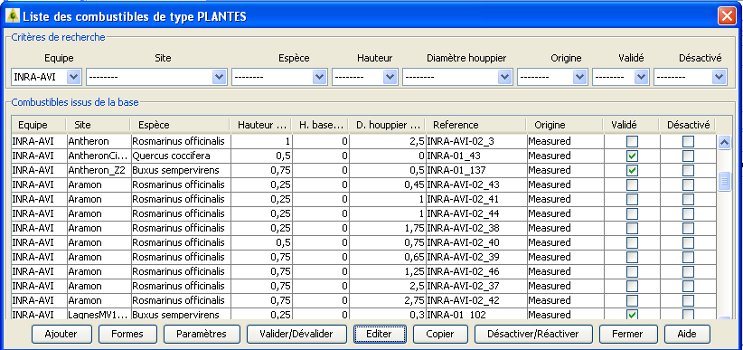 Liste des combustibles de type PLANTES
Critères de recherche
Equipe Site Espèce Hauteur Diamètre houppier Origine Validé Désactivé
INRA-AVI -------- -------- -------- -------- -------- -------- --------
Combustibles issus de la base
Equipe Site Espèce Hauteur ... H. base... D. houppier ... Reference Origine Validé Désactivé
INRA-AVI Antheron Rosmarinus officinalis 1 0 2,5 INRA-AVI-02_3 Measured
INRA-AVI AntheronCi... Quercus coccifera 0,5 0 0 INRA-01_43 Measured
INRA-AVI Antheron_Z2 Buxus sempervirens 0,75 0 0,5 INRA-01_137 Measured
INRA-AVI Aramon Rosmarinus officinalis 0,25 0 0,45 INRA-AVI-02_43 Measured
INRA-AVI Aramon Rosmarinus officinalis 0,25 0 1 INRA-AVI-02_41 Measured
INRA-AVI Aramon Rosmarinus officinalis 0,25 0 1 INRA-AVI-02_44 Measured
INRA-AVI Aramon Rosmarinus officinalis 0,25 0 1,75 INRA-AVI-02_38 Measured
INRA-AVI Aramon Rosmarinus officinalis 0,5 0 0,75 INRA-AVI-02_40 Measured
INRA-AVI Aramon Rosmarinus officinalis 0,75 0 0,65 INRA-AVI-02_39 Measured
INRA-AVI Aramon Rosmarinus officinalis 0,75 0 1,25 INRA-AVI-02_46 Measured
INRA-AVI Aramon Rosmarinus officinalis 0,75 0 2,5 INRA-AVI-02_37 Measured
INRA-AVI Aramon Rosmarinus officinalis 0,75 0 2,75 INRA-AVI-02_42 Measured
INRA-AVI LagnesMV1... Buxus sempervirens 0,25 0 0,3 INRA-01_102 Measured
Ajouter Formes Paramètres Valider/Dévalider Editer Copier Désactiver/Réactiver Fermer Aide